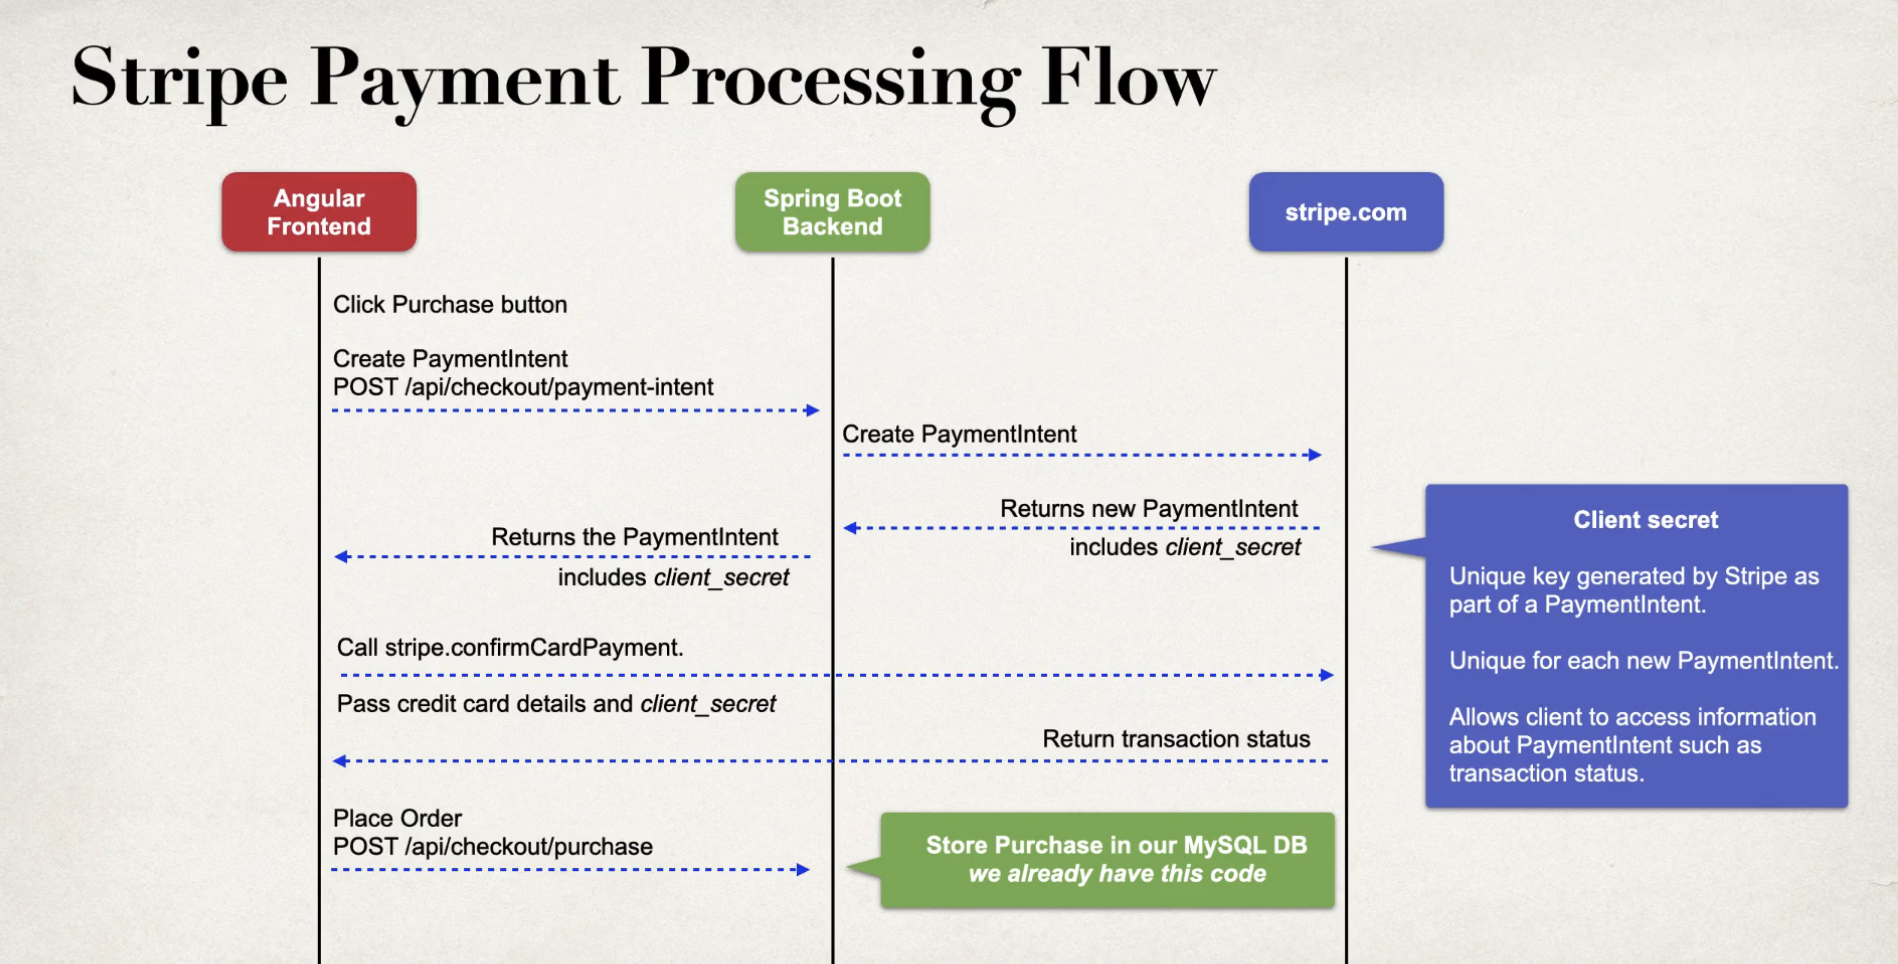 Stripe Payment Processing Flow
Angular
Frontend
Spring Boot
Backend
stripe.com
Click Purchase button
Create PaymentIntent
POST /api/checkout/payment-intent
Create PaymentIntent
Returns new PaymentIntent
includes client_secret
Returns the PaymentIntent
includes client_secret
Client secret
Unique key generated by Stripe as
part of a PaymentIntent.
Unique for each new PaymentIntent.
Allows client to access information
about PaymentIntent such as
transaction status.
Call stripe.confirmCardPayment.
Pass credit card details and client_secret
Return transaction status
Place Order
POST /api/checkout/purchase
Store Purchase in our MySQL DB
we already have this code